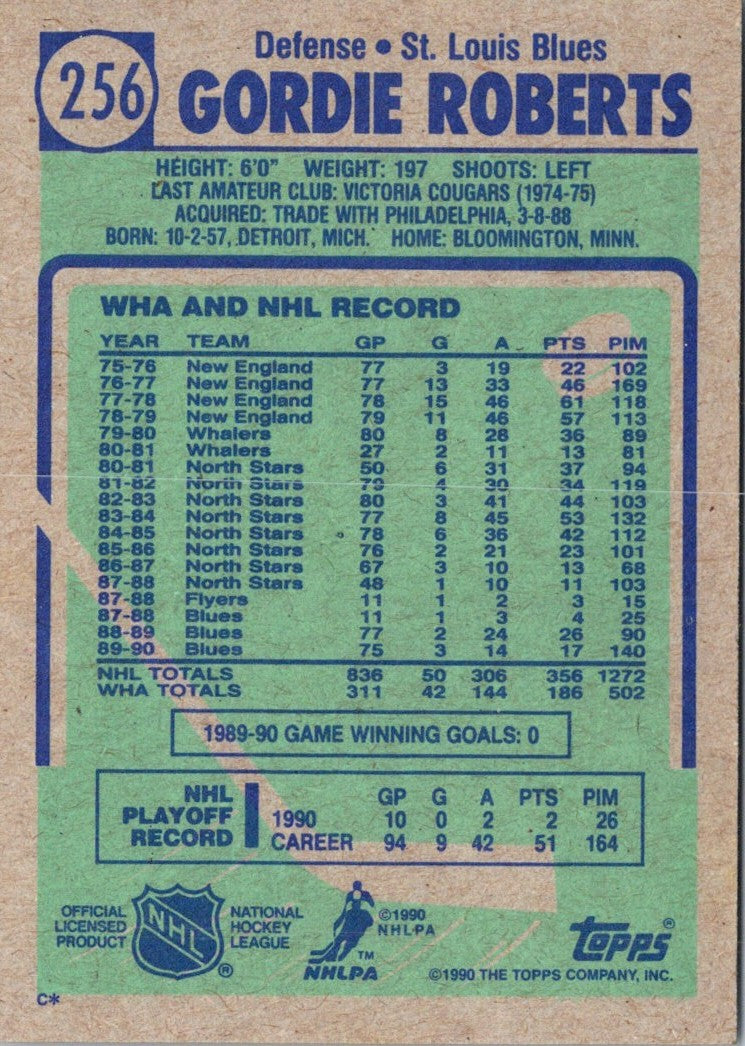 256
Defense • St. Louis Blues
GORDIE ROBERTS
HEIGHT: 6'0" WEIGHT: 197 SHOOTS: LEFT
LAST AMATEUR CLUB: VICTORIA COUGARS (1974-75)
ACQUIRED: TRADE WITH PHILADELPHIA, 3-8-88
BORN: 10-2-57, DETROIT, MICH. HOME: BLOOMINGTON, MINN.
WHA AND NHL RECORD
YEAR TEAM GP G A PTS PIM
75-76 New England 77 3 19 22 102
76-77 New England 77 13 33 46 169
77-78 New England 78 15 46 61 118
78-79 New England 79 11 46 57 113
79-80 Whalers 80 8 28 36 89
80-81 Whalers 27 2 11 13 81
80-81 North Stars 50 6 31 37 94
81-82 North Stars 79 4 30 34 119
82-83 North Stars 80 3 41 44 103
83-84 North Stars 77 8 45 53 132
84-85 North Stars 78 6 36 42 112
85-86 North Stars 76 2 21 23 101
86-87 North Stars 67 3 10 13 68
87-88 North Stars 48 1 10 11 103
87-88 Flyers 11 1 2 3 15
87-88 Blues 11 1 3 4 25
88-89 Blues 77 2 24 26 90
89-90 Blues 75 3 14 17 140
NHL TOTALS 836 50 306 356 1272
WHA TOTALS 311 42 144 186 502
1989-90 GAME WINNING GOALS: 0
NHL PLAYOFF RECORD
GP G A PTS PIM
1990 10 0 2 2 26
CAREER 94 9 42 51 164
OFFICIAL
LICENSED
PRODUCT
NHL
®
NATIONAL
HOCKEY
LEAGUE
©1990
NHLPA
TM
NHLPA
topps®
©1990 THE TOPPS COMPANY, INC.
C*